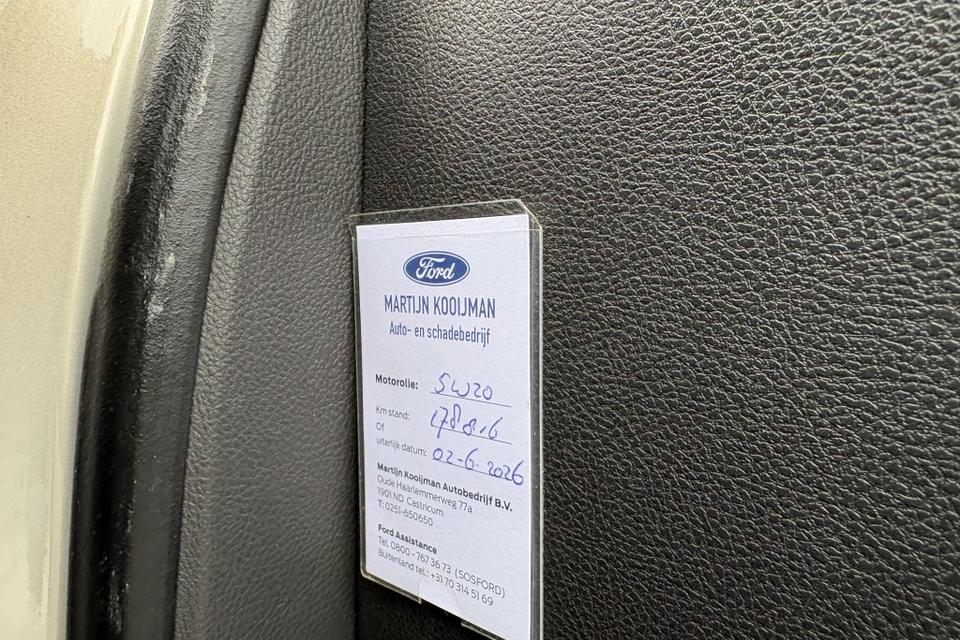 Ford
MARTIJN KOOIJMAN
Auto- en schadebedrijf
Motorolie: 5W20
Km stand: 178816
Of
uiterlijk datum: 02-6-2026
Martijn Kooijman Autobedrijf B.V.
Oude Haarlemmerweg 77a
1901 ND Castricum
T: 0251-650650
Ford Assistance
Tel. 0800 - 767 36 73 (SOSFORD)
Buitenland tel.: +31 70 314 51 69